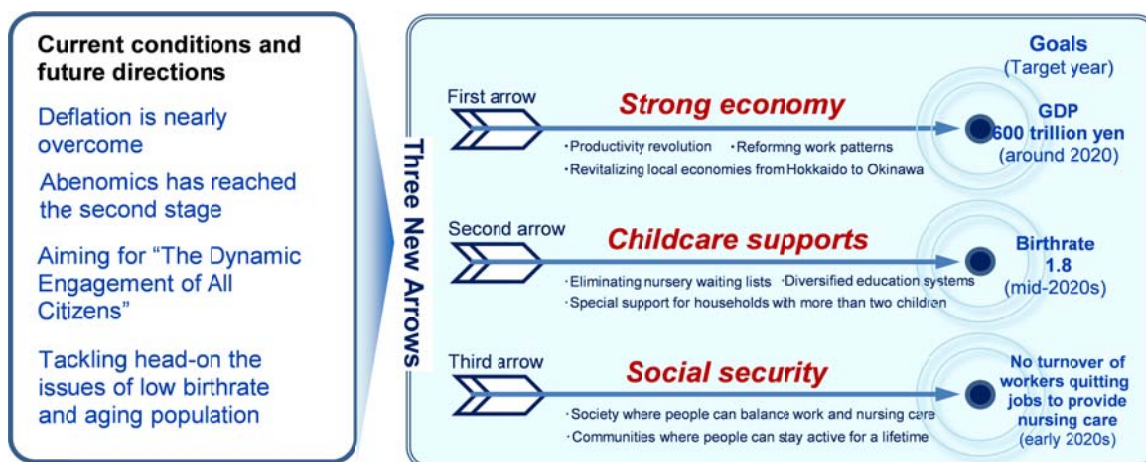 Current conditions and
future directions
Deflation is nearly
overcome
Abenomics has reached
the second stage
Aiming for “The Dynamic
Engagement of All
Citizens”
Tackling head-on the
issues of low birthrate
and aging population
Three New Arrows
Goals
(Target year)
First arrow
Strong economy
・Productivity revolution ・Reforming work patterns
・Revitalizing local economies from Hokkaido to Okinawa
GDP
600 trillion yen
(around 2020)
Second arrow
Childcare supports
・Eliminating nursery waiting lists ・Diversified education systems
・Special support for households with more than two children
Birthrate
1.8
(mid-2020s)
Third arrow
Social security
・Society where people can balance work and nursing care
・Communities where people can stay active for a lifetime
No turnover of
workers quitting
jobs to provide
nursing care
(early 2020s)